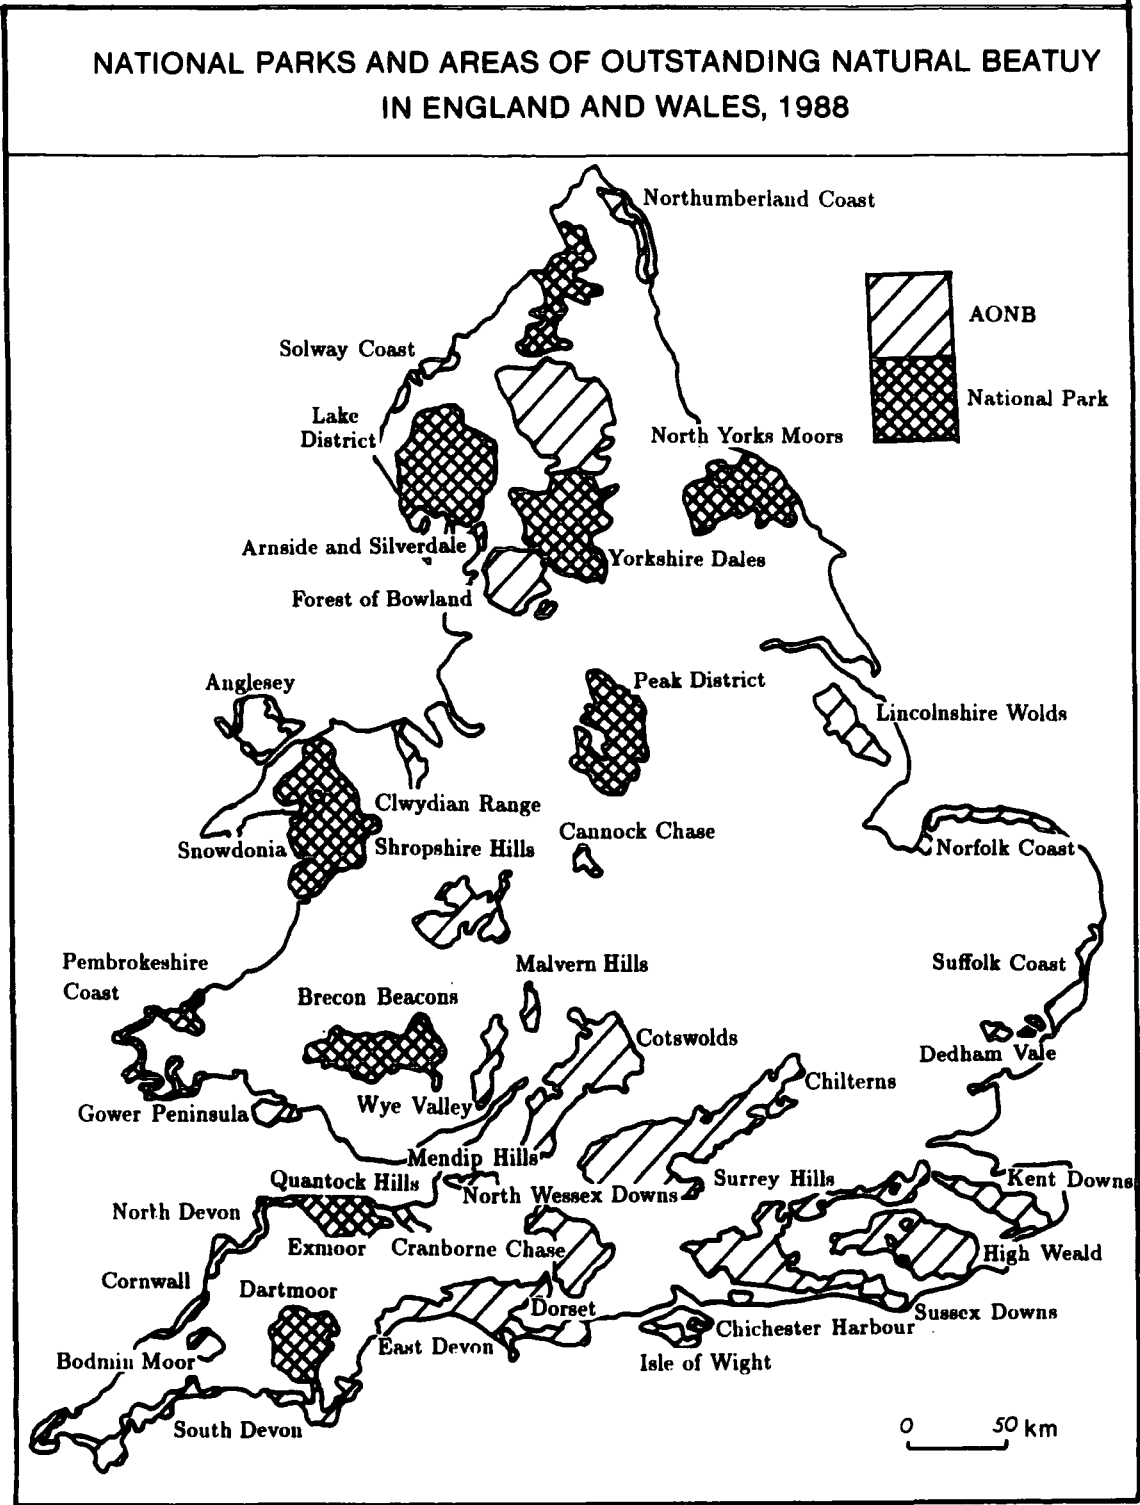 NATIONAL PARKS AND AREAS OF OUTSTANDING NATURAL BEATUY
IN ENGLAND AND WALES, 1988
Northumberland Coast
AONB
National Park
Solway Coast
Lake
District
North Yorks Moors
Arnside and Silverdale
Yorkshire Dales
Forest of Bowland
Anglesey
Peak District
Lincolnshire Wolds
Clwydian Range
Cannock Chase
Snowdonia
Shropshire Hills
Norfolk Coast
Pembrokeshire
Coast
Malvern Hills
Suffolk Coast
Brecon Beacons
Cotswolds
Dedham Vale
Chilterns
Gower Peninsula
Wye Valley
Mendip Hills
Quantock Hills
North Wessex Downs
Surrey Hills
Kent Downs
North Devon
Exmoor
Cranborne Chase
High Weald
Cornwall
Dartmoor
Dorset
Sussex Downs
Chichester Harbour
East Devon
Bodmin Moor
Isle of Wight
South Devon
0 50 km